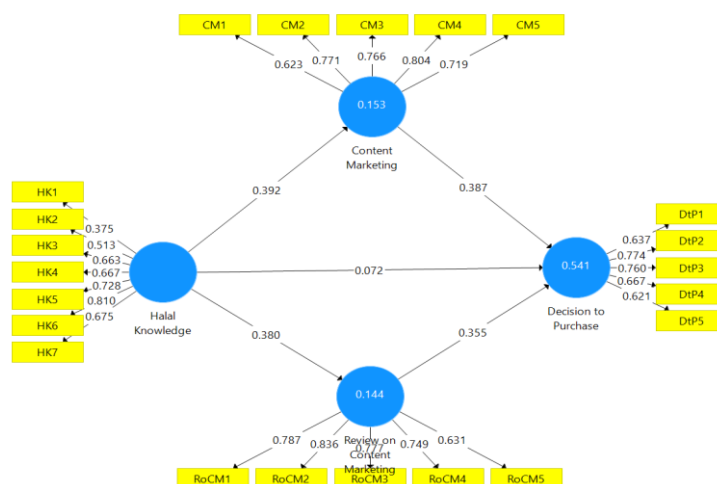 CM1 CM2 CM3 CM4 CM5
0.623 0.771 0.766 0.804 0.719
0.153
Content
Marketing
0.392
0.387
HK1
HK2
HK3
HK4
HK5
HK6
HK7
0.375
0.513
0.663
0.667
0.728
0.810
0.675
Halal
Knowledge
0.072
0.541
Decision to
Purchase
DtP1
DtP2
DtP3
DtP4
DtP5
0.637
0.774
0.760
0.667
0.621
0.380
0.355
0.144
Review on
Content
Marketing
0.787 0.836 0.777 0.749 0.631
RoCM1 RoCM2 RoCM3 RoCM4 RoCM5